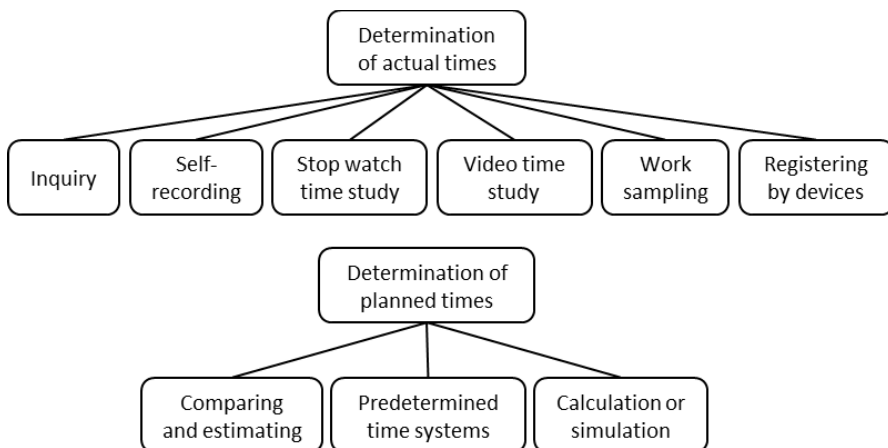 Determination
of actual times
Inquiry
Self-
recording
Stop watch
time study
Video time
study
Work
sampling
Registering
by devices
Determination of
planned times
Comparing
and estimating
Predetermined
time systems
Calculation or
simulation